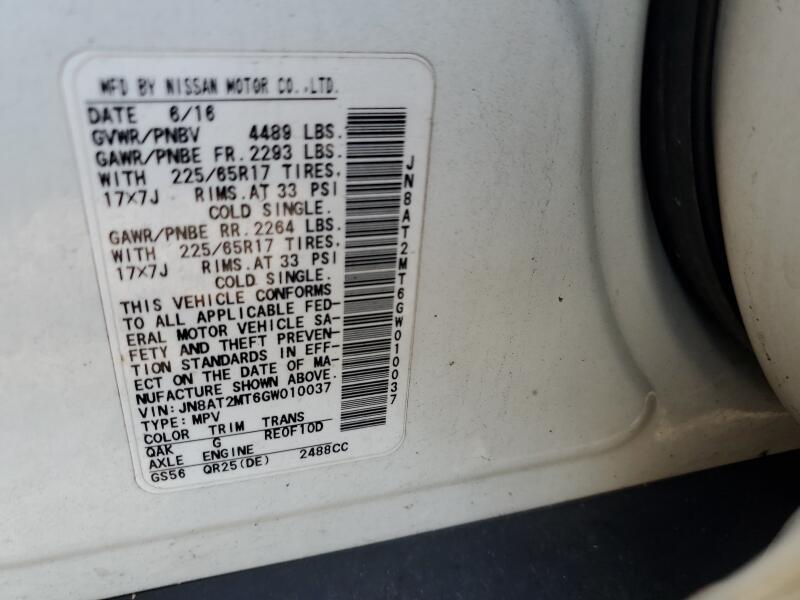 MFD BY NISSAN MOTOR CO.,LTD.
DATE 6/16
GVWR/PNBV 4489 LBS.
GAWR/PNBE FR. 2293 LBS.
WITH 225/65R17 TIRES,
17×7J RIMS.AT 33 PSI
COLD SINGLE.
GAWR/PNBE RR. 2264 LBS.
WITH 225/65R17 TIRES,
17×7J RIMS.AT 33 PSI
COLD SINGLE.
THIS VEHICLE CONFORMS
TO ALL APPLICABLE FED-
ERAL MOTOR VEHICLE SA-
FETY AND THEFT PREVEN-
TION STANDARDS IN EFF-
ECT ON THE DATE OF MA-
NUFACTURE SHOWN ABOVE.
VIN: JN8AT2MT6GW010037
TYPE: MPV
COLOR TRIM TRANS
QAK G RE0F10D
AXLE ENGINE
GS56 QR25(DE) 2488CC
JN8AT2MT6GW010037